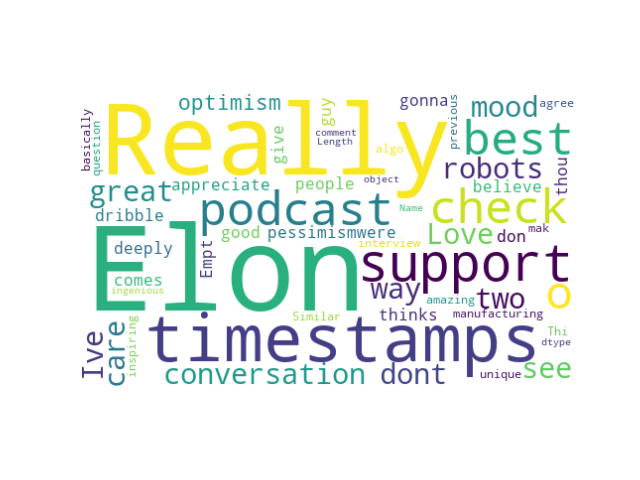 optimism
guy
gonna
mood
agree
basically
question
Really
give
comment
Length
algo
previous
best
great
appreciate
people
object
robots
believe
thou
dribble
podcast
Name
check
deeply
Empt
good
pessimismwere
Love
don
mak
comes
ingenious
Elon
interview
support
way
amazing
two
o
Ive
care
inspiring
timestamps
Similar
thinks
manufacturing
Thi
dtype
conversation
dont
unique
see